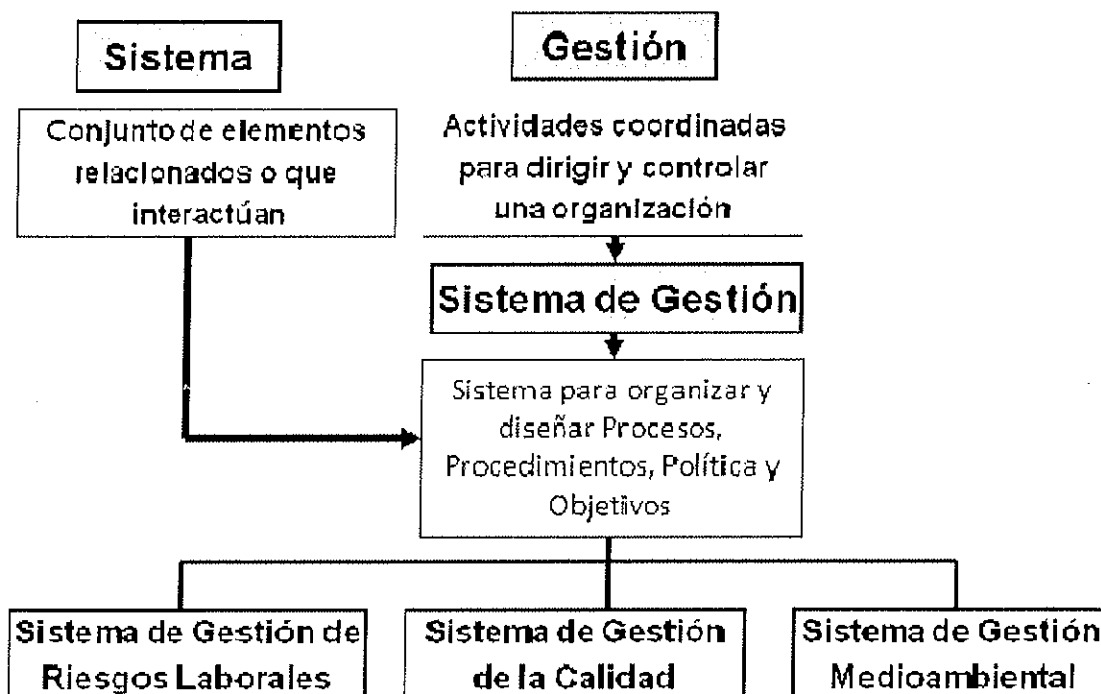 Sistema
Gestión
Conjunto de elementos
relacionados o que
interactúan
Actividades coordinadas
para dirigir y controlar
una organización
Sistema de Gestión
Sistema para organizar y
diseñar Procesos,
Procedimientos, Política y
Objetivos
Sistema de Gestión de
Riesgos Laborales
Sistema de Gestión
de la Calidad
Sistema de Gestión
Medioambiental